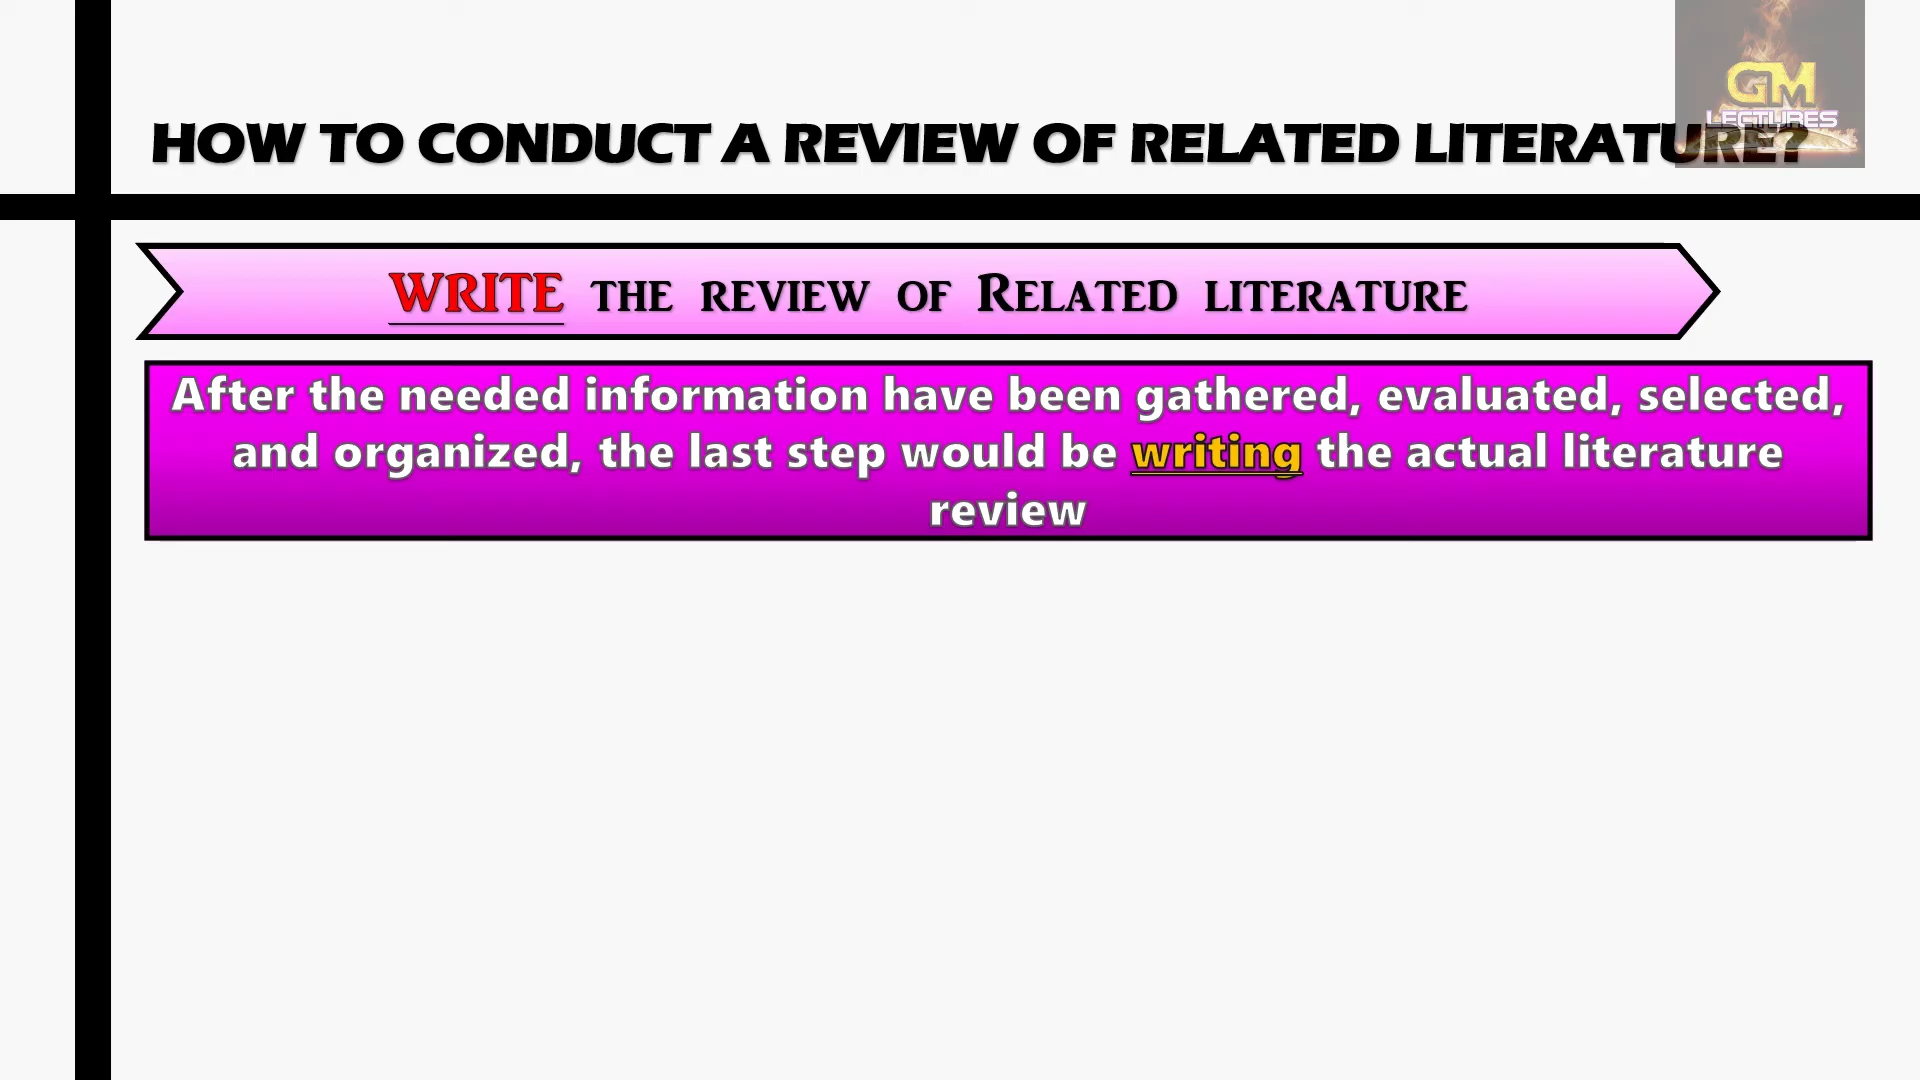 GM
LECTURES
HOW TO CONDUCT A REVIEW OF RELATED LITERATURE?
WRITE THE REVIEW OF RELATED LITERATURE
After the needed information have been gathered, evaluated, selected,
and organized, the last step would be writing the actual literature
review